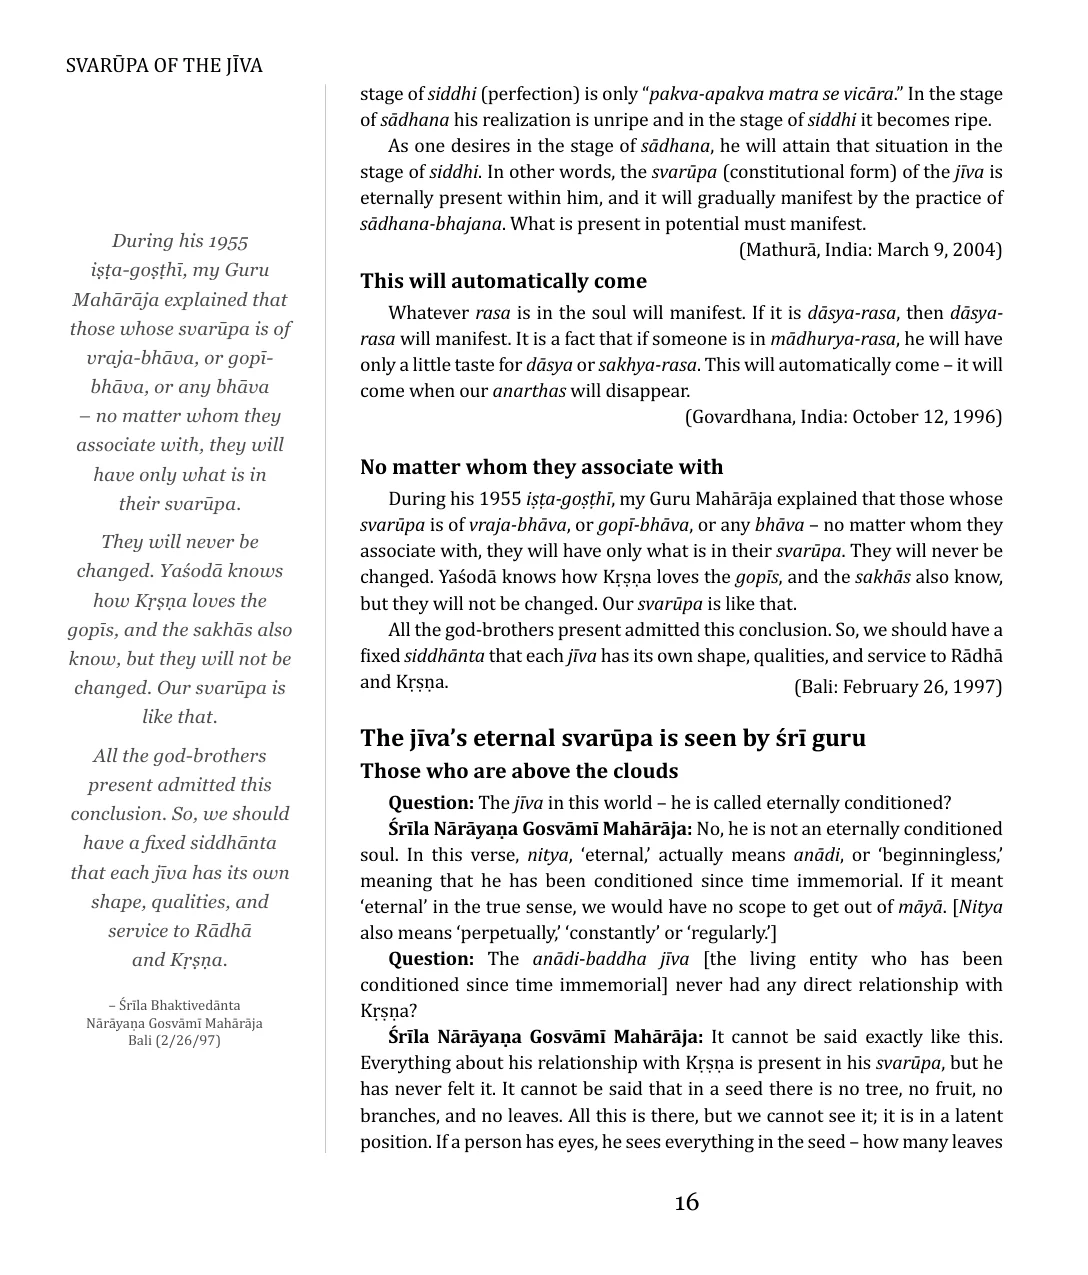 SVARŪPA OF THE JĪVA
During his 1955
iṣṭa-goṣṭhī, my Guru
Mahārāja explained that
those whose svarūpa is of
vraja-bhāva, or gopī-
bhāva, or any bhāva
– no matter whom they
associate with, they will
have only what is in
their svarūpa.
They will never be
changed. Yaśodā knows
how Kṛṣṇa loves the
gopīs, and the sakhās also
know, but they will not be
changed. Our svarūpa is
like that.
All the god-brothers
present admitted this
conclusion. So, we should
have a fixed siddhānta
that each jīva has its own
shape, qualities, and
service to Rādhā
and Kṛṣṇa.
– Śrīla Bhaktivedānta
Nārāyaṇa Gosvāmī Mahārāja
Bali (2/26/97)
stage of siddhi (perfection) is only “pakva-apakva matra se vicāra.” In the stage
of sādhana his realization is unripe and in the stage of siddhi it becomes ripe.
As one desires in the stage of sādhana, he will attain that situation in the
stage of siddhi. In other words, the svarūpa (constitutional form) of the jīva is
eternally present within him, and it will gradually manifest by the practice of
sādhana-bhajana. What is present in potential must manifest.
(Mathurā, India: March 9, 2004)
This will automatically come
Whatever rasa is in the soul will manifest. If it is dāsya-rasa, then dāsya-
rasa will manifest. It is a fact that if someone is in mādhurya-rasa, he will have
only a little taste for dāsya or sakhya-rasa. This will automatically come – it will
come when our anarthas will disappear.
(Govardhana, India: October 12, 1996)
No matter whom they associate with
During his 1955 iṣṭa-goṣṭhī, my Guru Mahārāja explained that those whose
svarūpa is of vraja-bhāva, or gopī-bhāva, or any bhāva – no matter whom they
associate with, they will have only what is in their svarūpa. They will never be
changed. Yaśodā knows how Kṛṣṇa loves the gopīs, and the sakhās also know,
but they will not be changed. Our svarūpa is like that.
All the god-brothers present admitted this conclusion. So, we should have a
fixed siddhānta that each jīva has its own shape, qualities, and service to Rādhā
and Kṛṣṇa. (Bali: February 26, 1997)
The jīva’s eternal svarūpa is seen by śrī guru
Those who are above the clouds
Question: The jīva in this world – he is called eternally conditioned?
Śrīla Nārāyaṇa Gosvāmī Mahārāja: No, he is not an eternally conditioned
soul. In this verse, nitya, ‘eternal,’ actually means anādi, or ‘beginningless,’
meaning that he has been conditioned since time immemorial. If it meant
‘eternal’ in the true sense, we would have no scope to get out of māyā. [Nitya
also means ‘perpetually,’ ‘constantly’ or ‘regularly.’]
Question: The anādi-baddha jīva [the living entity who has been
conditioned since time immemorial] never had any direct relationship with
Kṛṣṇa?
Śrīla Nārāyaṇa Gosvāmī Mahārāja: It cannot be said exactly like this.
Everything about his relationship with Kṛṣṇa is present in his svarūpa, but he
has never felt it. It cannot be said that in a seed there is no tree, no fruit, no
branches, and no leaves. All this is there, but we cannot see it; it is in a latent
position. If a person has eyes, he sees everything in the seed – how many leaves
16